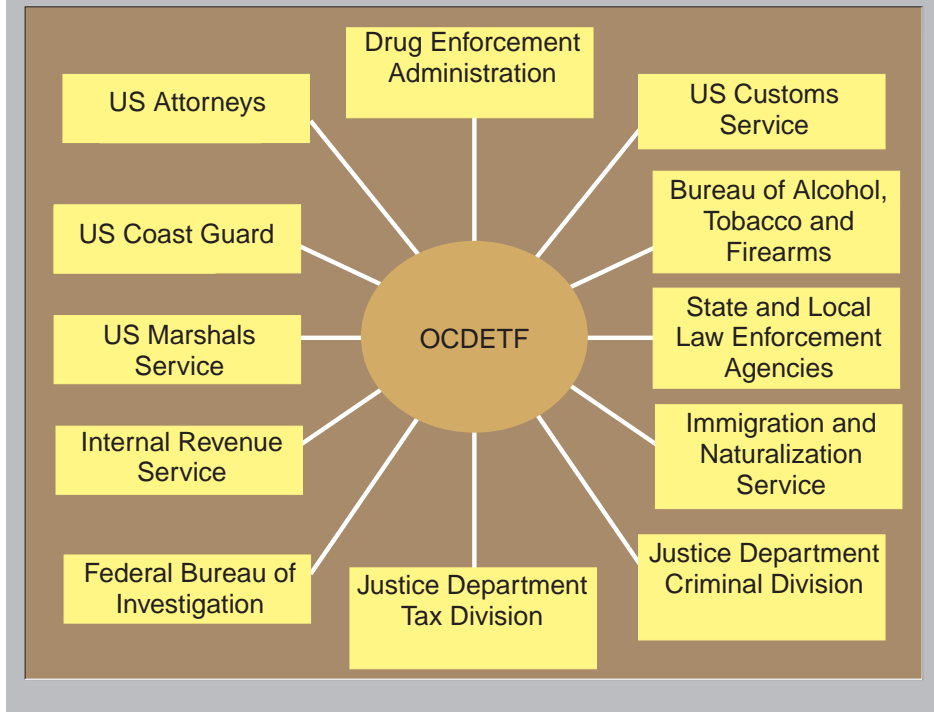 Drug Enforcement
Administration
US Attorneys
US Customs
Service
Bureau of Alcohol,
Tobacco and
Firearms
US Coast Guard
State and Local
Law Enforcement
Agencies
US Marshals
Service
OCDETF
Internal Revenue
Service
Immigration and
Naturalization
Service
Federal Bureau of
Investigation
Justice Department
Tax Division
Justice Department
Criminal Division